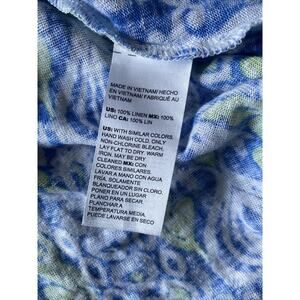 MADE IN VIETNAM/ HECHO
EN VIETNAM/ FABRIQUÉ AU
VIETNAM
US: 100% LINEN MX: 100%
LINO CA: 100% LIN
US: WITH SIMILAR COLORS.
HAND WASH COLD. ONLY
NON-CHLORINE BLEACH.
LAY FLAT TO DRY. WARM
IRON. MAY BE DRY
CLEANED MX: CON
COLORES SIMILARES.
LAVAR A MANO CON AGUA
FRIA. SOLAMENTE
BLANQUEADOR SIN CLORO.
PONER EN UN LUGAR
PLANO PARA SECAR.
PLANCHAR A
TEMPERATURA MEDIA.
PUEDE LAVARSE EN SECO